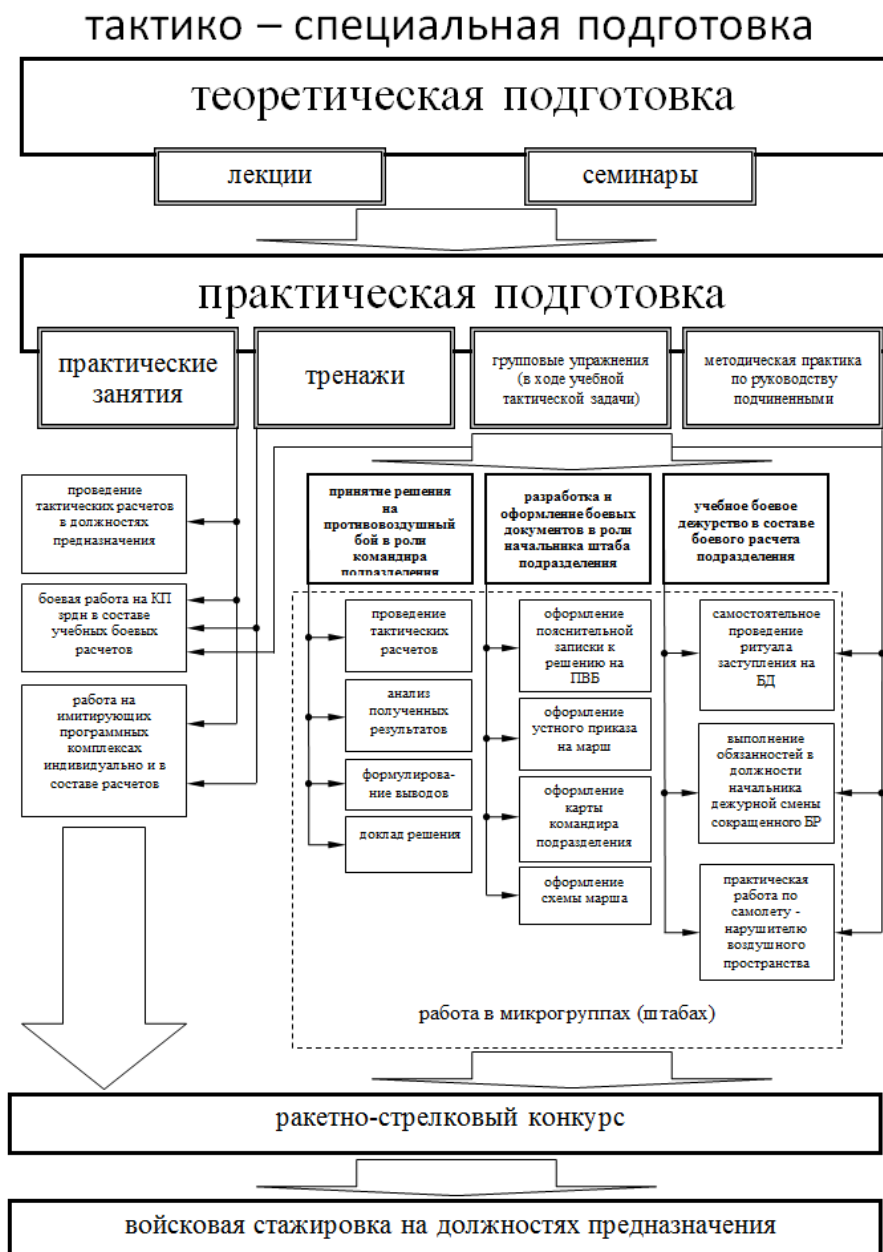 тактико – специальная подготовка
теоретическая подготовка
лекции
семинары
практическая подготовка
практические
занятия
тренажи
групповые упражнения
(в ходе учебной
тактической задачи)
методическая практика
по руководству
подчиненными
проведение
тактических расчетов
в должностях
предназначения
боевая работа на КП
зрдн в составе
учебных боевых
расчетов
работа на
имитирующих
программных
комплексах
индивидуально и в
составе расчетов
принятие решения
на
противовоздушный
бой в роли
командира
подразделения
проведение
тактических
расчетов
анализ
полученных
результатов
формулирова-
ние выводов
доклад решения
разработка и
оформление боевых
документов в роли
начальника штаба
подразделения
оформление
пояснительной
записки к
решению на
ПВБ
оформление
устного приказа
на марш
оформление
карты
командира
подразделения
оформление
схемы марша
учебное боевое
дежурство в составе
боевого расчета
подразделения
самостоятельное
проведение
ритуала
заступления на
БД
выполнение
обязанностей в
должности
начальника
дежурной смены
сокращенного БР
практическая
работа по
самолету -
нарушителю
воздушного
пространства
работа в микрогруппах (штабах)
ракетно-стрелковый конкурс
войсковая стажировка на должностях предназначения